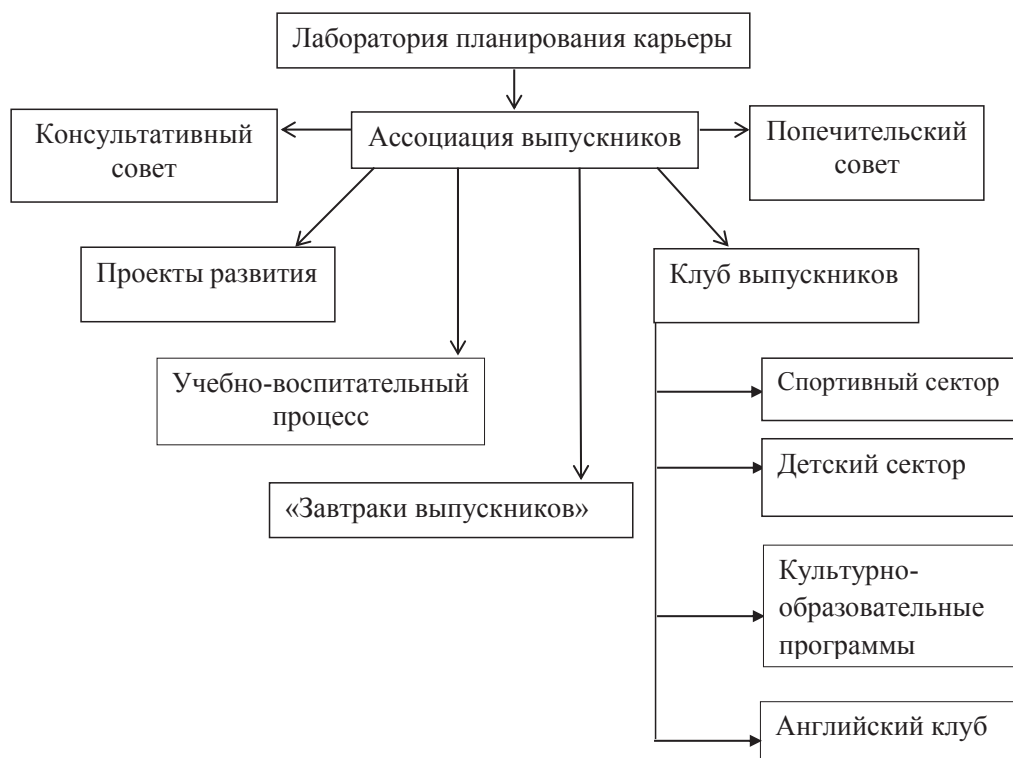 Лаборатория планирования карьеры
Консультативный
совет
Ассоциация выпускников
Попечительский
совет
Проекты развития
Клуб выпускников
Учебно-воспитательный
процесс
Спортивный сектор
Детский сектор
«Завтраки выпускников»
Культурно-
образовательные
программы
Английский клуб